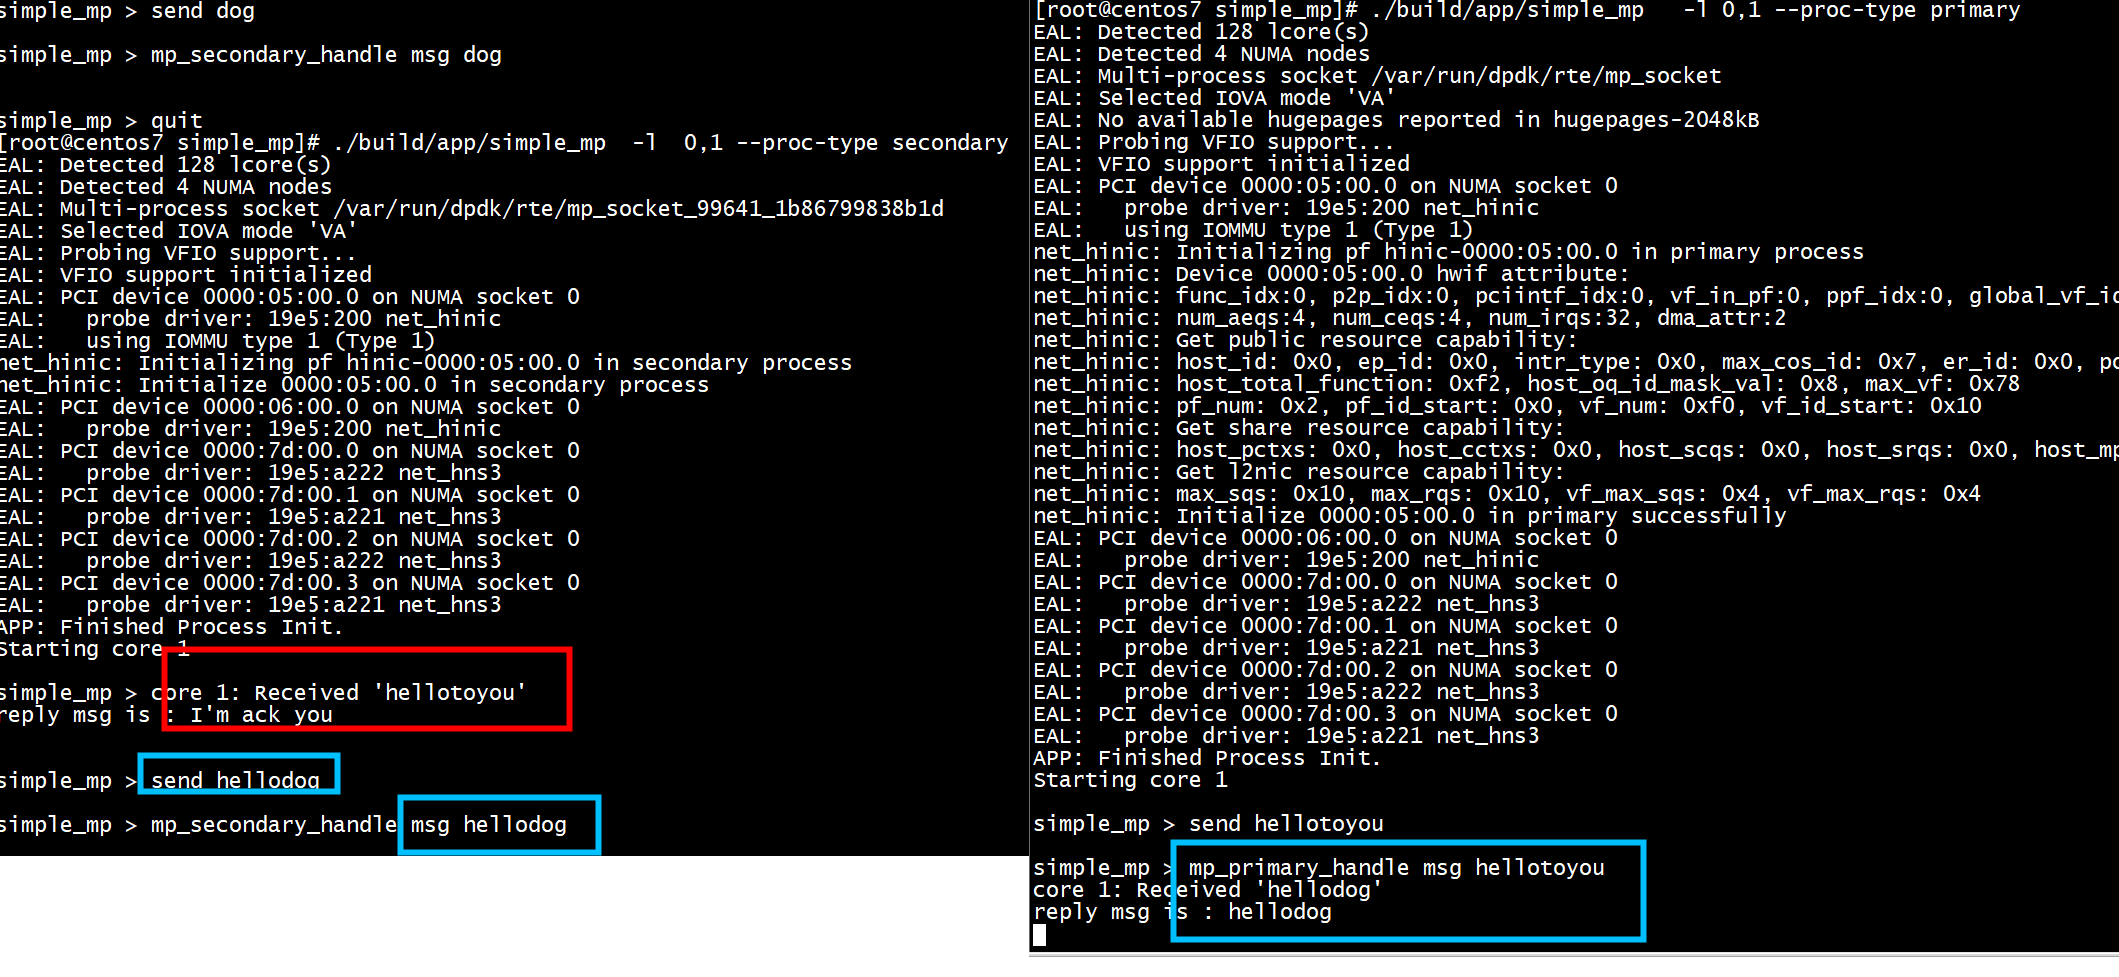 simple_mp > send dog
simple_mp > mp_secondary_handle msg dog
simple_mp > quit
[root@centos7 simple_mp]# ./build/app/simple_mp  -l  0,1 --proc-type secondary
EAL: Detected 128 lcore(s)
EAL: Detected 4 NUMA nodes
EAL: Multi-process socket /var/run/dpdk/rte/mp_socket_99641_1b86799838b1d
EAL: Selected IOVA mode 'VA'
EAL: Probing VFIO support...
EAL: VFIO support initialized
EAL: PCI device 0000:05:00.0 on NUMA socket 0
EAL:   probe driver: 19e5:200 net_hinic
EAL:   using IOMMU type 1 (Type 1)
net_hinic: Initializing pf hinic-0000:05:00.0 in secondary process
net_hinic: Initialize 0000:05:00.0 in secondary process
EAL: PCI device 0000:06:00.0 on NUMA socket 0
EAL:   probe driver: 19e5:200 net_hinic
EAL: PCI device 0000:7d:00.0 on NUMA socket 0
EAL:   probe driver: 19e5:a222 net_hns3
EAL: PCI device 0000:7d:00.1 on NUMA socket 0
EAL:   probe driver: 19e5:a221 net_hns3
EAL: PCI device 0000:7d:00.2 on NUMA socket 0
EAL:   probe driver: 19e5:a222 net_hns3
EAL: PCI device 0000:7d:00.3 on NUMA socket 0
EAL:   probe driver: 19e5:a221 net_hns3
APP: Finished Process Init.
Starting core 1
simple_mp > core 1: Received 'hellotoyou'
reply msg is : I'm ack you
simple_mp > send hellodog
simple_mp > mp_secondary_handle msg hellodog
[root@centos7 simple_mp]# ./build/app/simple_mp   -l 0,1 --proc-type primary
EAL: Detected 128 lcore(s)
EAL: Detected 4 NUMA nodes
EAL: Multi-process socket /var/run/dpdk/rte/mp_socket
EAL: Selected IOVA mode 'VA'
EAL: No available hugepages reported in hugepages-2048kB
EAL: Probing VFIO support...
EAL: VFIO support initialized
EAL: PCI device 0000:05:00.0 on NUMA socket 0
EAL:   probe driver: 19e5:200 net_hinic
EAL:   using IOMMU type 1 (Type 1)
net_hinic: Initializing pf hinic-0000:05:00.0 in primary process
net_hinic: Device 0000:05:00.0 hwif attribute:
net_hinic: func_idx:0, p2p_idx:0, pciintf_idx:0, vf_in_pf:0, ppf_idx:0, global_vf_id
net_hinic: num_aeqs:4, num_ceqs:4, num_irqs:32, dma_attr:2
net_hinic: Get public resource capability:
net_hinic: host_id: 0x0, ep_id: 0x0, intr_type: 0x0, max_cos_id: 0x7, er_id: 0x0, po
net_hinic: host_total_function: 0xf2, host_oq_id_mask_val: 0x8, max_vf: 0x78
net_hinic: pf_num: 0x2, pf_id_start: 0x0, vf_num: 0xf0, vf_id_start: 0x10
net_hinic: Get share resource capability:
net_hinic: host_pctxs: 0x0, host_cctxs: 0x0, host_scqs: 0x0, host_srqs: 0x0, host_mp
net_hinic: Get l2nic resource capability:
net_hinic: max_sqs: 0x10, max_rqs: 0x10, vf_max_sqs: 0x4, vf_max_rqs: 0x4
net_hinic: Initialize 0000:05:00.0 in primary successfully
EAL: PCI device 0000:06:00.0 on NUMA socket 0
EAL:   probe driver: 19e5:200 net_hinic
EAL: PCI device 0000:7d:00.0 on NUMA socket 0
EAL:   probe driver: 19e5:a222 net_hns3
EAL: PCI device 0000:7d:00.1 on NUMA socket 0
EAL:   probe driver: 19e5:a221 net_hns3
EAL: PCI device 0000:7d:00.2 on NUMA socket 0
EAL:   probe driver: 19e5:a222 net_hns3
EAL: PCI device 0000:7d:00.3 on NUMA socket 0
EAL:   probe driver: 19e5:a221 net_hns3
APP: Finished Process Init.
Starting core 1
simple_mp > send hellotoyou
simple_mp > mp_primary_handle msg hellotoyou
core 1: Received 'hellodog'
reply msg is : hellodog